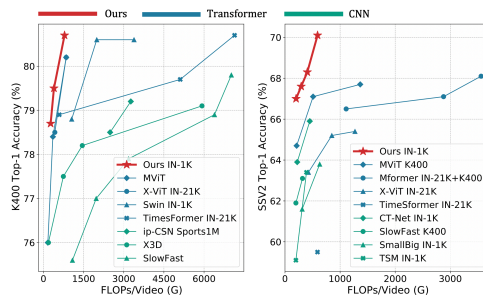 Ours Transformer CNN
K400 Top-1 Accuracy (%)
80
79
78
77
76
0 1500 3000 4500 6000
FLOPs/Video (G)
Ours IN-1K
MViT
X-ViT IN-21K
Swin IN-1K
TimesFormer IN-21K
ip-CSN Sports1M
X3D
SlowFast
SSV2 Top-1 Accuracy (%)
70
68
66
64
62
60
0 1000 2000 3000
FLOPs/Video (G)
Ours IN-1K
MViT K400
Mformer IN-21K+K400
X-ViT IN-21K
TimeSformer IN-21K
CT-Net IN-1K
SlowFast K400
SmallBig IN-1K
TSM IN-1K